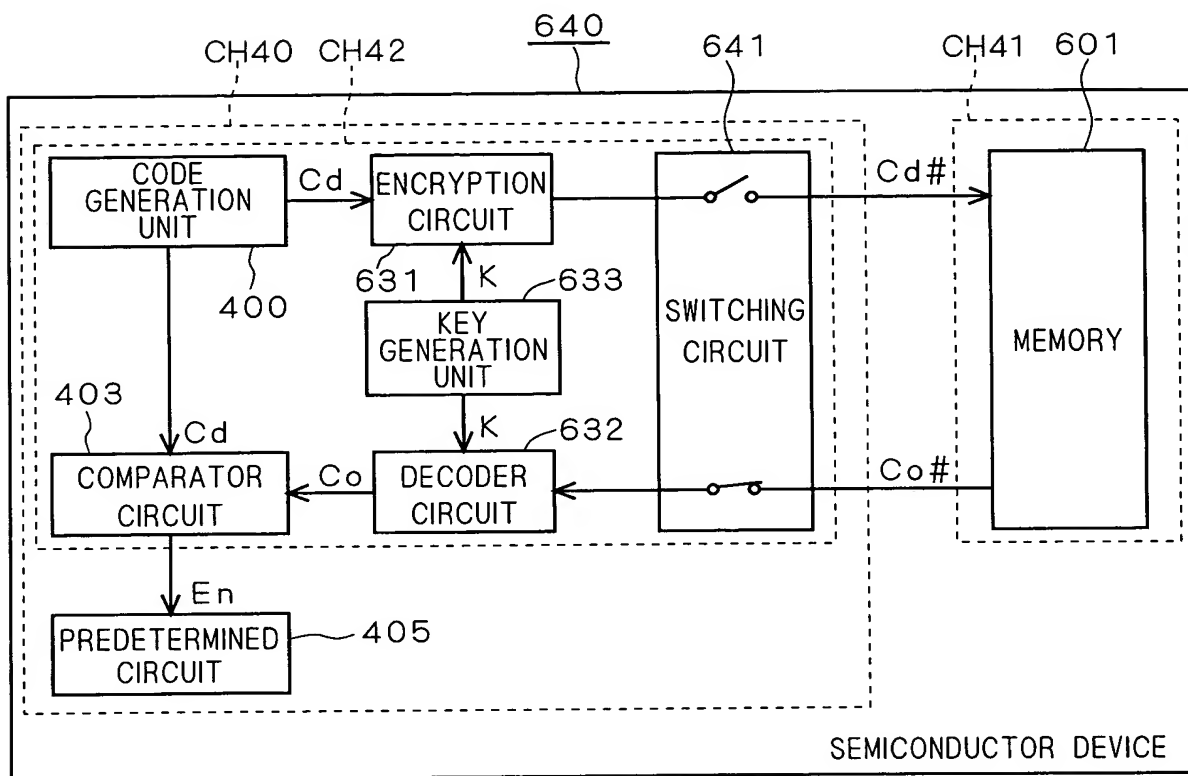 CH40
CH42
640
641
CH41
601
CODE
GENERATION
UNIT
Cd
ENCRYPTION
CIRCUIT
Cd#
400
631
K
633
KEY
GENERATION
UNIT
SWITCHING
CIRCUIT
MEMORY
403
Cd
K
632
COMPARATOR
CIRCUIT
Co
DECODER
CIRCUIT
Co#
En
PREDETERMINED
CIRCUIT
405
SEMICONDUCTOR DEVICE